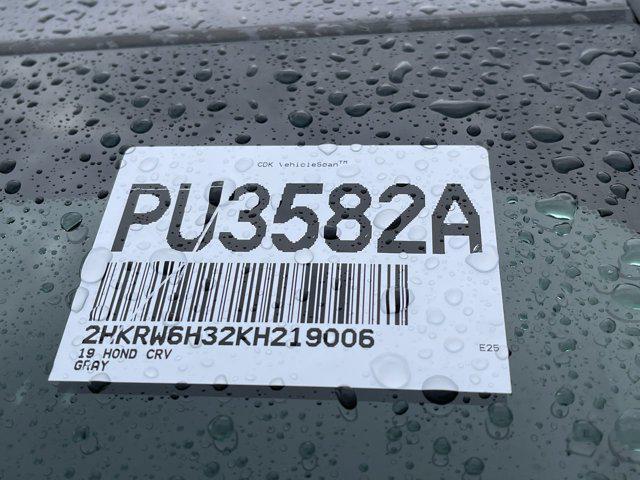 CDK VehicleScan™
PU3582A
2HKRW6H32KH219006
19 HOND CRV
GRAY
E25